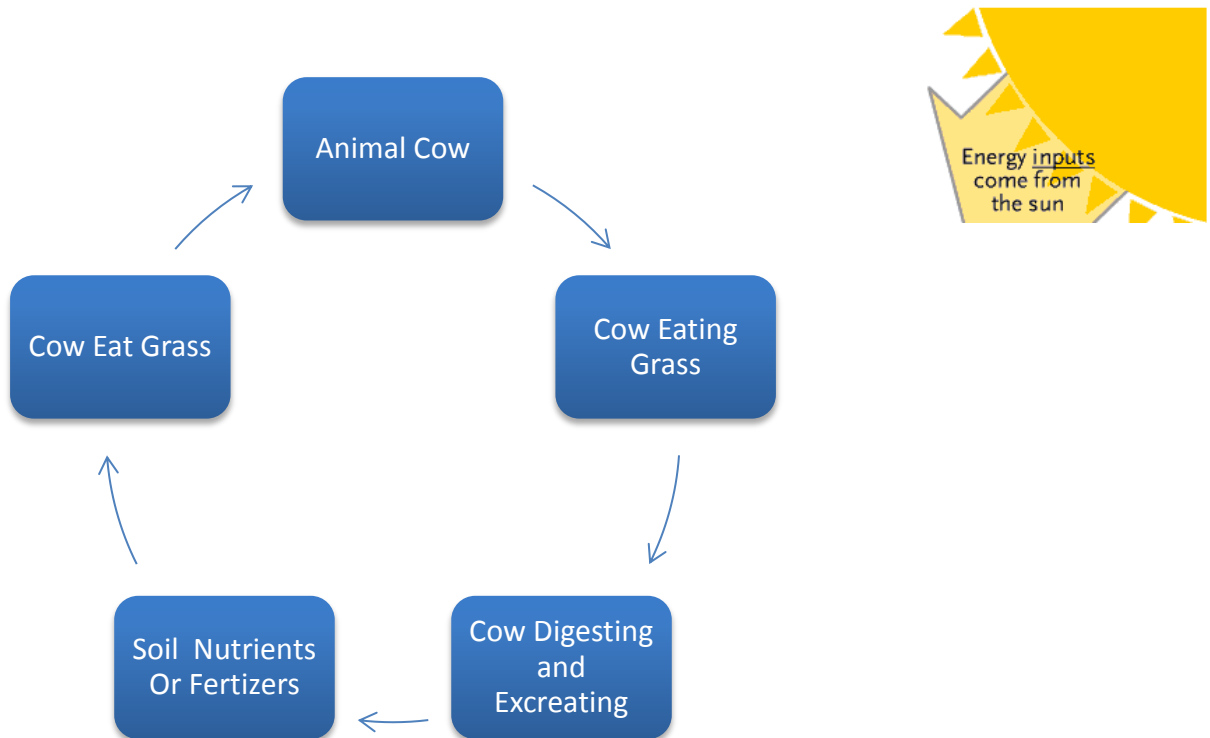 Animal Cow
Energy inputs
come from
the sun
Cow Eat Grass
Cow Eating
Grass
Soil  Nutrients
Or Fertizers
Cow Digesting
and
Excreating